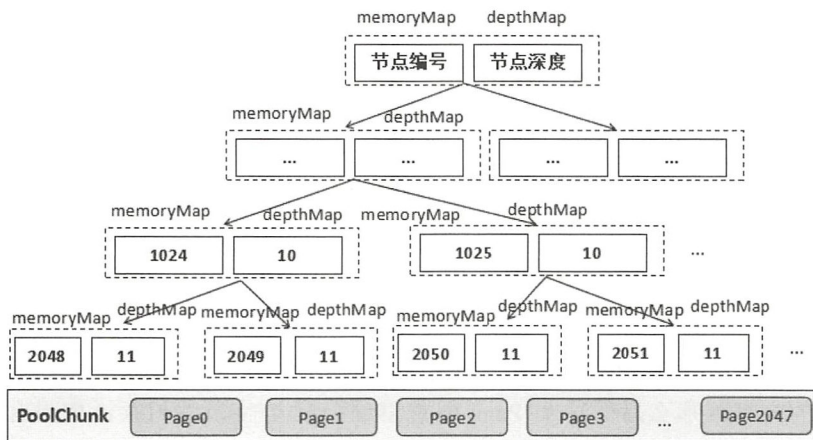 memoryMap depthMap
节点编号 节点深度
memoryMap depthMap
... ... ... ...
memoryMap depthMap memoryMap depthMap
1024 10 1025 10 ...
memoryMap depthMap memoryMap depthMap memoryMap depthMap memoryMap depthMap
2048 11 2049 11 2050 11 2051 11 ...
PoolChunk Page0 Page1 Page2 Page3 ... Page2047